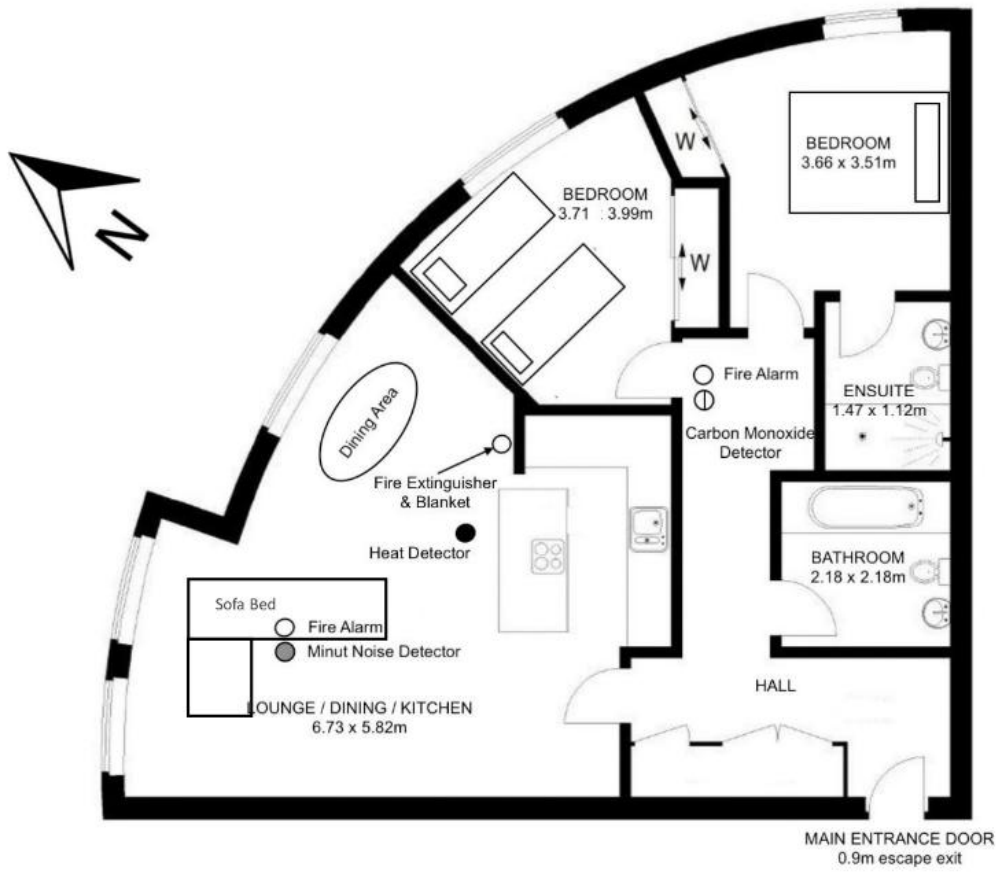 BEDROOM
3.66 x 3.51m
W
BEDROOM
3.71 : 3.99m
W
N
Fire Alarm
Carbon Monoxide
Detector
ENSUITE
1.47 x 1.12m
Dining Area
Fire Extinguisher
& Blanket
Heat Detector
BATHROOM
2.18 x 2.18m
Sofa Bed
Fire Alarm
Minut Noise Detector
HALL
LOUNGE / DINING / KITCHEN
6.73 x 5.82m
MAIN ENTRANCE DOOR
0.9m escape exit